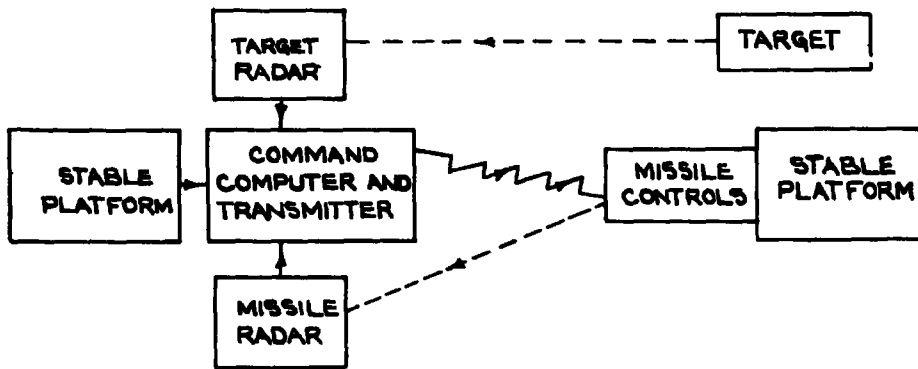 TARGET
RADAR
TARGET
STABLE
PLATFORM
COMMAND
COMPUTER AND
TRANSMITTER
MISSILE
CONTROLS
STABLE
PLATFORM
MISSILE
RADAR